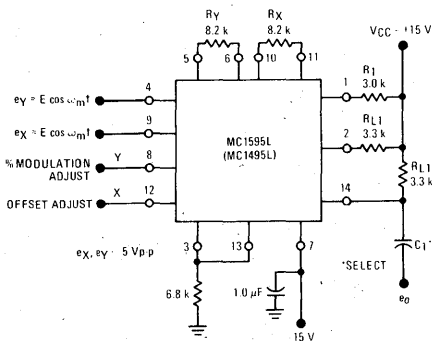 RY
8.2 k
RX
8.2 k
VCC - +15 V
5
6
10
11
4
eY = E cos ωmt
1
R1
3.0 k
9
eX = E cos ωmt
MC1595L
(MC1495L)
2
RL1
3.3 k
% MODULATION
ADJUST
Y
8
RL1
3.3 k
OFFSET ADJUST
X
12
14
eX, eY = 5 Vp-p
3
13
7
*SELECT
C1*
6.8 k
1.0 µF
eo
15 V